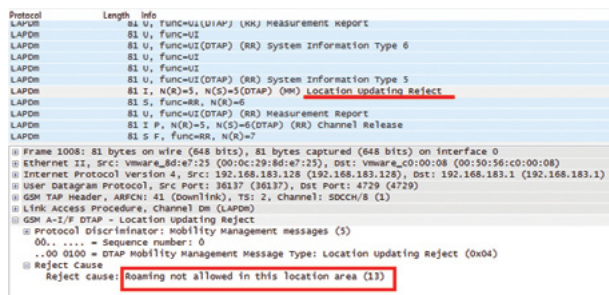 Protocol Length Info
LAPDm 81 U, func=UI(DTAP) (RR) Measurement Report
LAPDm 81 U, func=UI
LAPDm 81 U, func=UI(DTAP) (RR) System Information Type 6
LAPDm 81 U, func=UI
LAPDm 81 U, func=UI(DTAP) (RR) System Information Type 5
LAPDm 81 I, N(R)=5, N(S)=5(DTAP) (MM) Location Updating Reject
LAPDm 81 S, func=RR, N(R)=6
LAPDm 81 U, func=UI(DTAP) (RR) Measurement Report
LAPDm 81 I P, N(R)=5, N(S)=6(DTAP) (RR) Channel Release
LAPDm 81 S F, func=RR, N(R)=7
Frame 1008: 81 bytes on wire (648 bits), 81 bytes captured (648 bits) on interface 0
Ethernet II, Src: Vmware_8d:e7:25 (00:0c:29:8d:e7:25), Dst: Vmware_c0:00:08 (00:50:56:c0:00:08)
Internet Protocol Version 4, Src: 192.168.183.128 (192.168.183.128), Dst: 192.168.183.1 (192.168.183.1)
User Datagram Protocol, Src Port: 36137 (36137), Dst Port: 4729 (4729)
GSM TAP Header, ARFCN: 41 (Downlink), TS: 2, Channel: SDCCH/8 (1)
Link Access Procedure, Channel Dm (LAPDm)
GSM A-I/F DTAP - Location Updating Reject
Protocol Discriminator: Mobility Management messages (5)
00.. .... = Sequence number: 0
..00 0100 = DTAP Mobility Management Message Type: Location Updating Reject (0x04)
Reject Cause
Reject cause: Roaming not allowed in this location area (13)